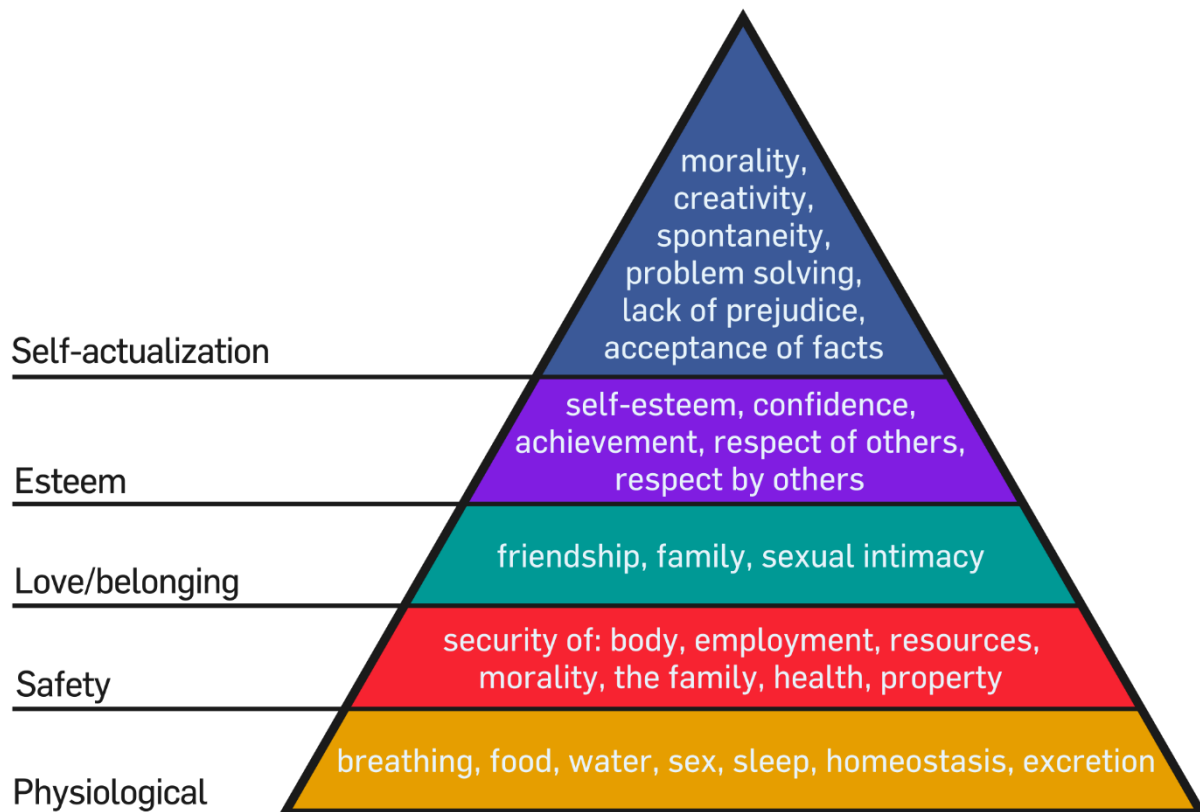 morality,
creativity,
spontaneity,
problem solving,
lack of prejudice,
acceptance of facts
Self-actualization
self-esteem, confidence,
achievement, respect of others,
respect by others
Esteem
friendship, family, sexual intimacy
Love/belonging
security of: body, employment, resources,
morality, the family, health, property
Safety
breathing, food, water, sex, sleep, homeostasis, excretion
Physiological